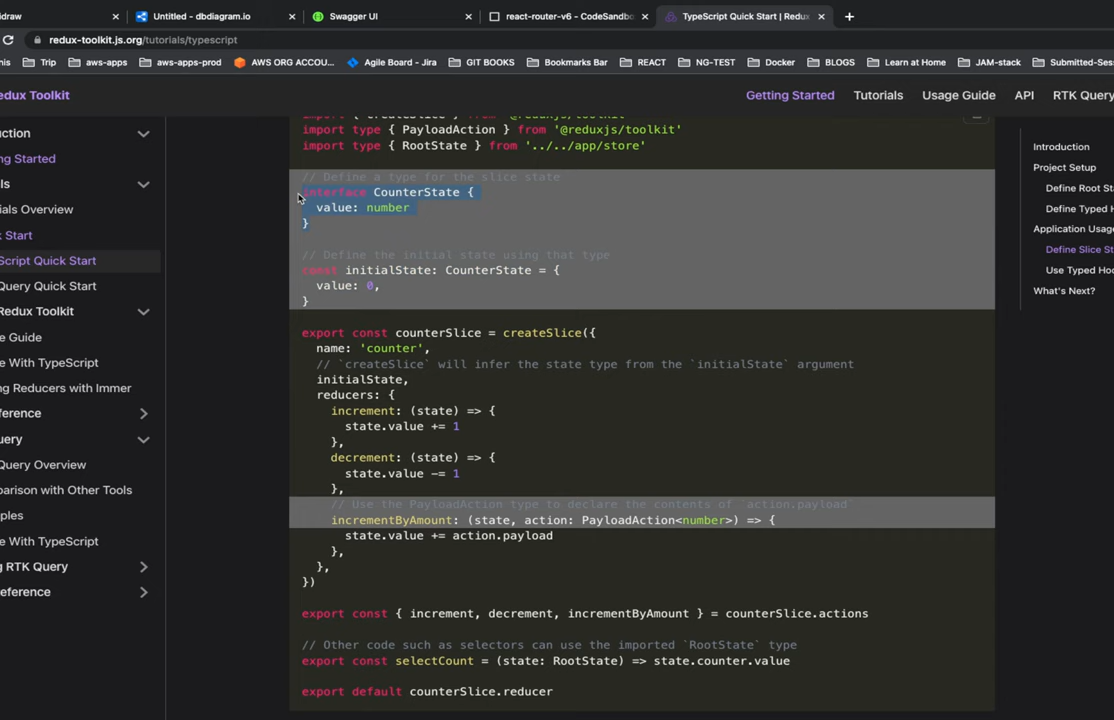 draw
Untitled - dbdiagram.io
Swagger UI
react-router-v6 - CodeSandbo
TypeScript Quick Start | Redux
redux-toolkit.js.org/tutorials/typescript
Trip
aws-apps
aws-apps-prod
AWS ORG ACCOU...
Agile Board - Jira
GIT BOOKS
Bookmarks Bar
REACT
NG-TEST
Docker
BLOGS
Learn at Home
JAM-stack
Submitted-Ses
edux Toolkit
Getting Started
Tutorials
Usage Guide
API
RTK Query
import type { PayloadAction } from '@reduxjs/toolkit'
import type { RootState } from '../../app/store'
// Define a type for the slice state
interface CounterState {
value: number
}
// Define the initial state using that type
const initialState: CounterState = {
value: 0,
}
export const counterSlice = createSlice({
name: 'counter',
// `createSlice` will infer the state type from the `initialState` argument
initialState,
reducers: {
increment: (state) => {
state.value += 1
},
decrement: (state) => {
state.value -= 1
},
// Use the PayloadAction type to declare the contents of `action.payload
incrementByAmount: (state, action: PayloadAction<number>) => {
state.value += action.payload
},
},
})
export const { increment, decrement, incrementByAmount } = counterSlice.actions
// Other code such as selectors can use the imported `RootState` type
export const selectCount = (state: RootState) => state.counter.value
export default counterSlice.reducer
ction
ing Started
ls
ials Overview
k Start
Script Quick Start
Query Quick Start
Redux Toolkit
e Guide
e With TypeScript
ng Reducers with Immer
ference
ery
Query Overview
parison with Other Tools
ples
e With TypeScript
g RTK Query
eference
Introduction
Project Setup
Define Root St
Define Typed H
Application Usage
Define Slice St
Use Typed Hoo
What's Next?